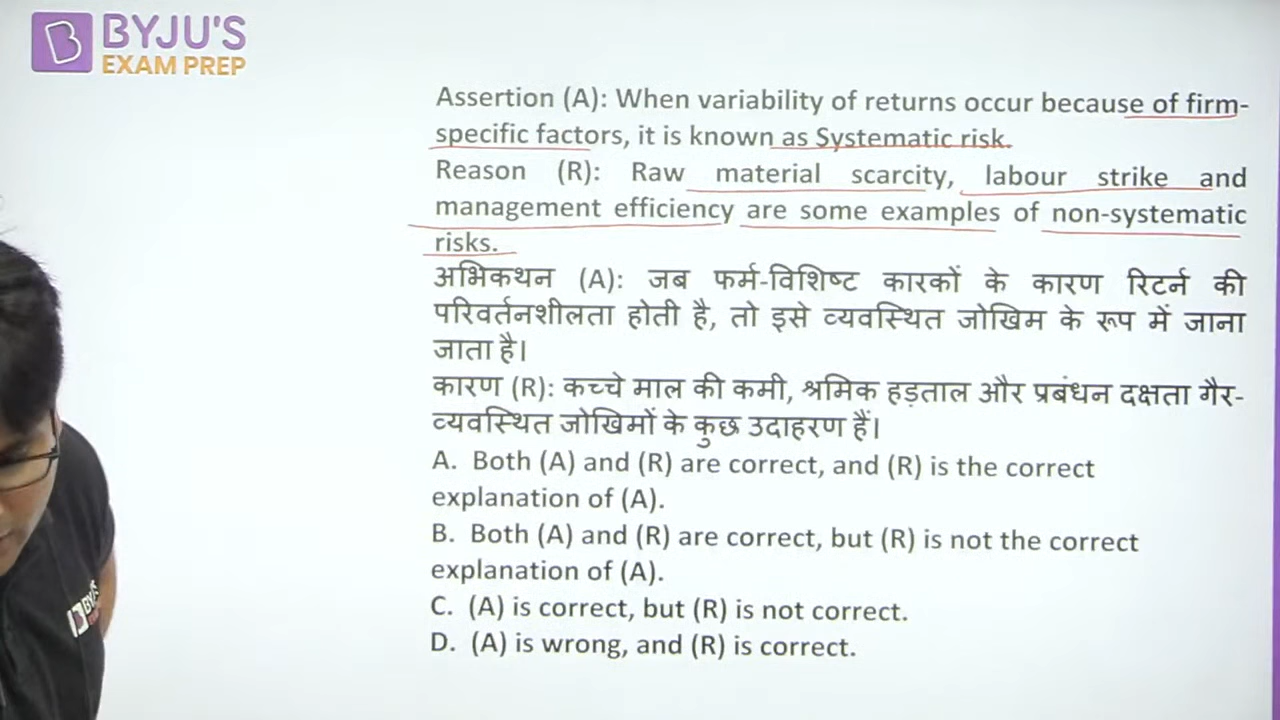 BYJU'S
EXAM PREP
Assertion (A): When variability of returns occur because of firm-
specific factors, it is known as Systematic risk.
Reason (R): Raw material scarcity, labour strike and
management efficiency are some examples of non-systematic
risks.
अभिकथन (A): जब फर्म-विशिष्ट कारकों के कारण रिटर्न की
परिवर्तनशीलता होती है, तो इसे व्यवस्थित जोखिम के रूप में जाना
जाता है।
कारण (R): कच्चे माल की कमी, श्रमिक हड़ताल और प्रबंधन दक्षता गैर-
व्यवस्थित जोखिमों के कुछ उदाहरण हैं।
A. Both (A) and (R) are correct, and (R) is the correct
explanation of (A).
B. Both (A) and (R) are correct, but (R) is not the correct
explanation of (A).
C. (A) is correct, but (R) is not correct.
D. (A) is wrong, and (R) is correct.